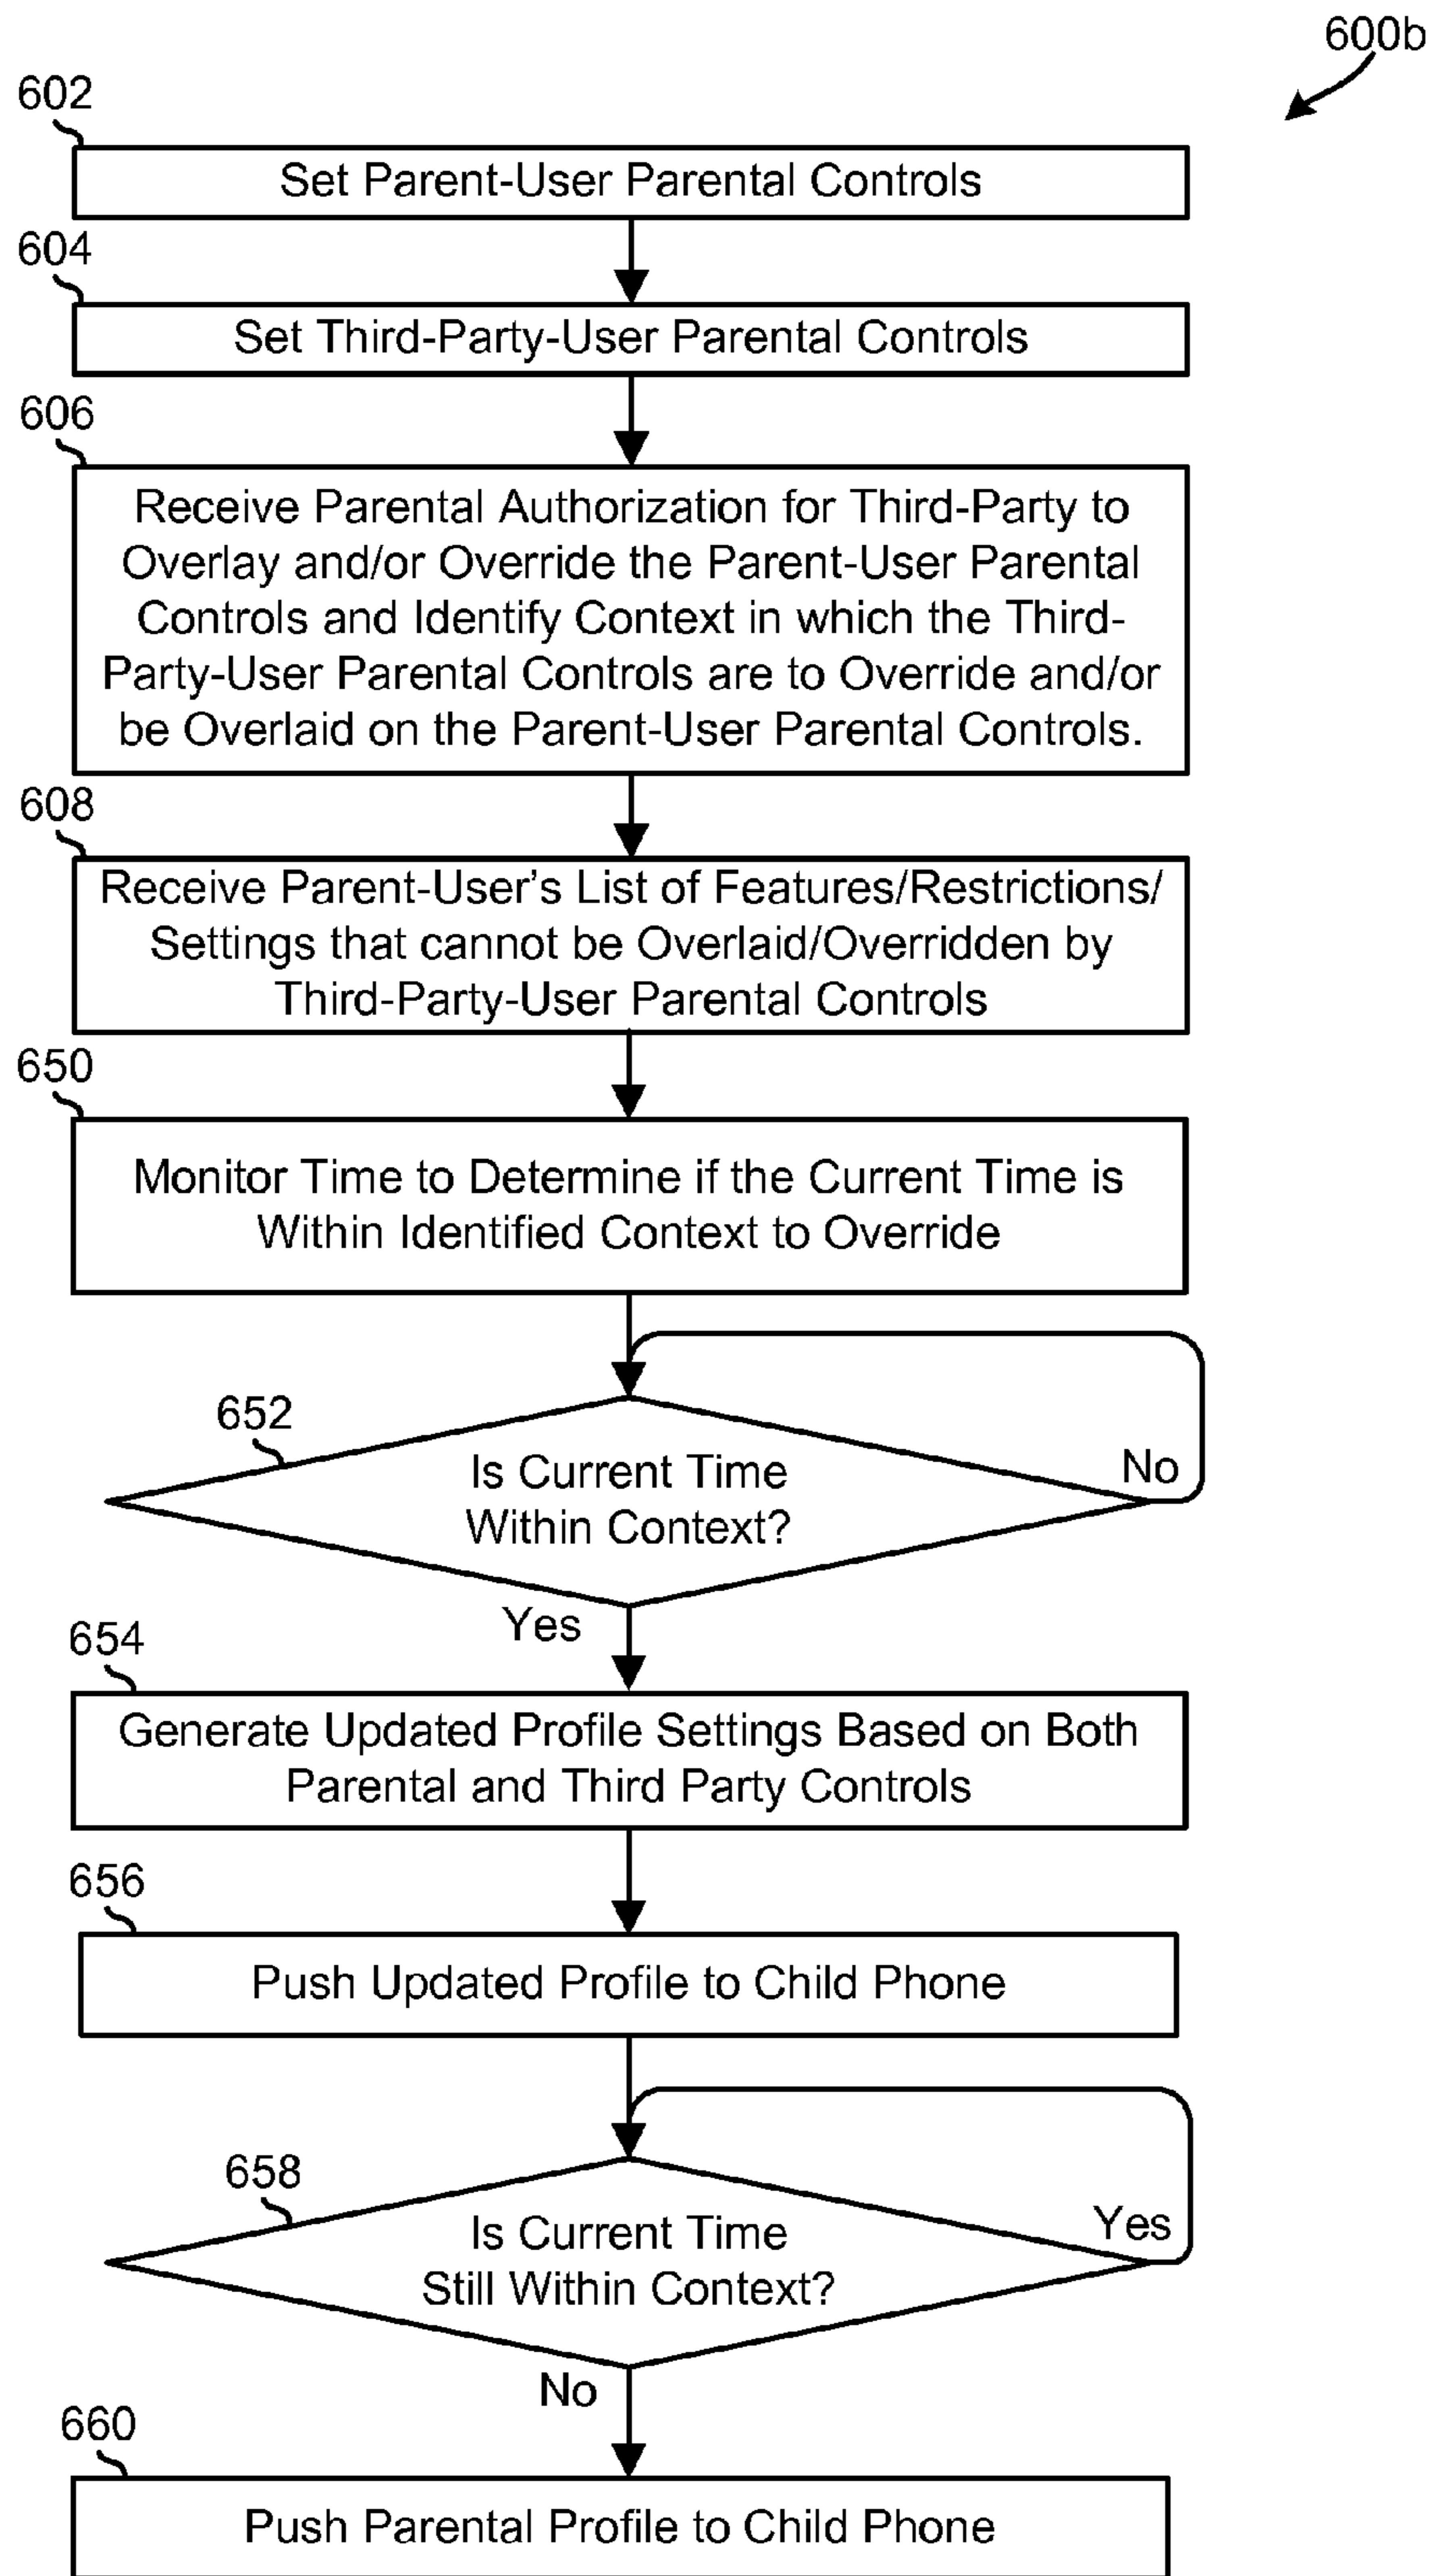 600b
602
Set Parent-User Parental Controls
604
Set Third-Party-User Parental Controls
606
Receive Parental Authorization for Third-Party to
Overlay and/or Override the Parent-User Parental
Controls and Identify Context in which the Third-
Party-User Parental Controls are to Override and/or
be Overlaid on the Parent-User Parental Controls.
608
Receive Parent-User's List of Features/Restrictions/
Settings that cannot be Overlaid/Overridden by
Third-Party-User Parental Controls
650
Monitor Time to Determine if the Current Time is
Within Identified Context to Override
652
Is Current Time
Within Context?
No
Yes
654
Generate Updated Profile Settings Based on Both
Parental and Third Party Controls
656
Push Updated Profile to Child Phone
658
Is Current Time
Still Within Context?
Yes
No
660
Push Parental Profile to Child Phone